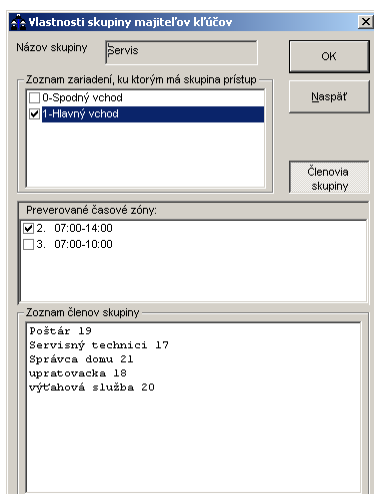 Vlastnosti skupiny majiteľov kľúčov
Názov skupiny
Servis
OK
Zoznam zariadení, ku ktorým má skupina prístup
0-Spodný vchod
1-Hlavný vchod
Naspäť
Členovia skupiny
Preverované časové zóny:
2. 07:00-14:00
3. 07:00-10:00
Zoznam členov skupiny
Poštár 19
Servisný technici 17
Správca domu 21
upratovacka 18
výťahová služba 20